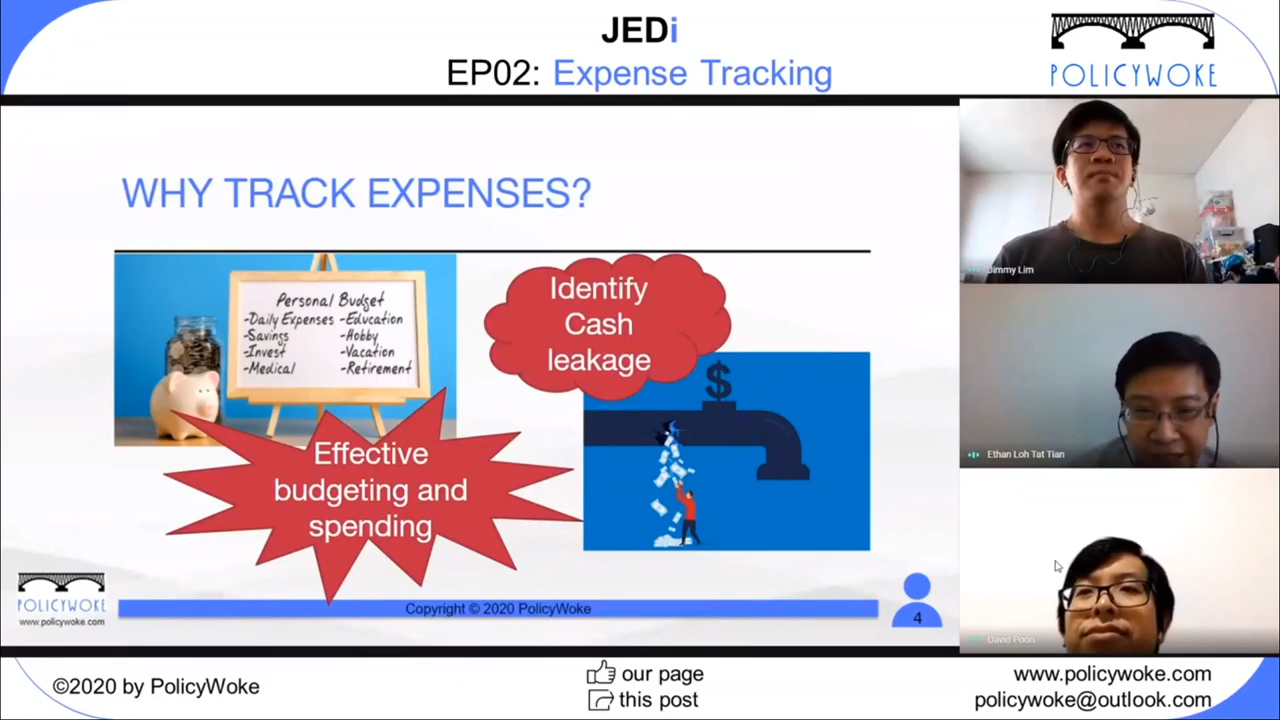 JEDi
EP02: Expense Tracking
POLICYWOKE
WHY TRACK EXPENSES?
Personal Budget
-Daily Expenses -Education
-Savings -Hobby
-Invest -Vacation
-Medical -Retirement
Identify
Cash
leakage
$
Effective
budgeting and
spending
Jimmy Lim
Ethan Loh Tat Tian
David Poon
POLICYWOKE
www.policywoke.com
Copyright © 2020 PolicyWoke
4
©2020 by PolicyWoke
our page
this post
www.policywoke.com
policywoke@outlook.com